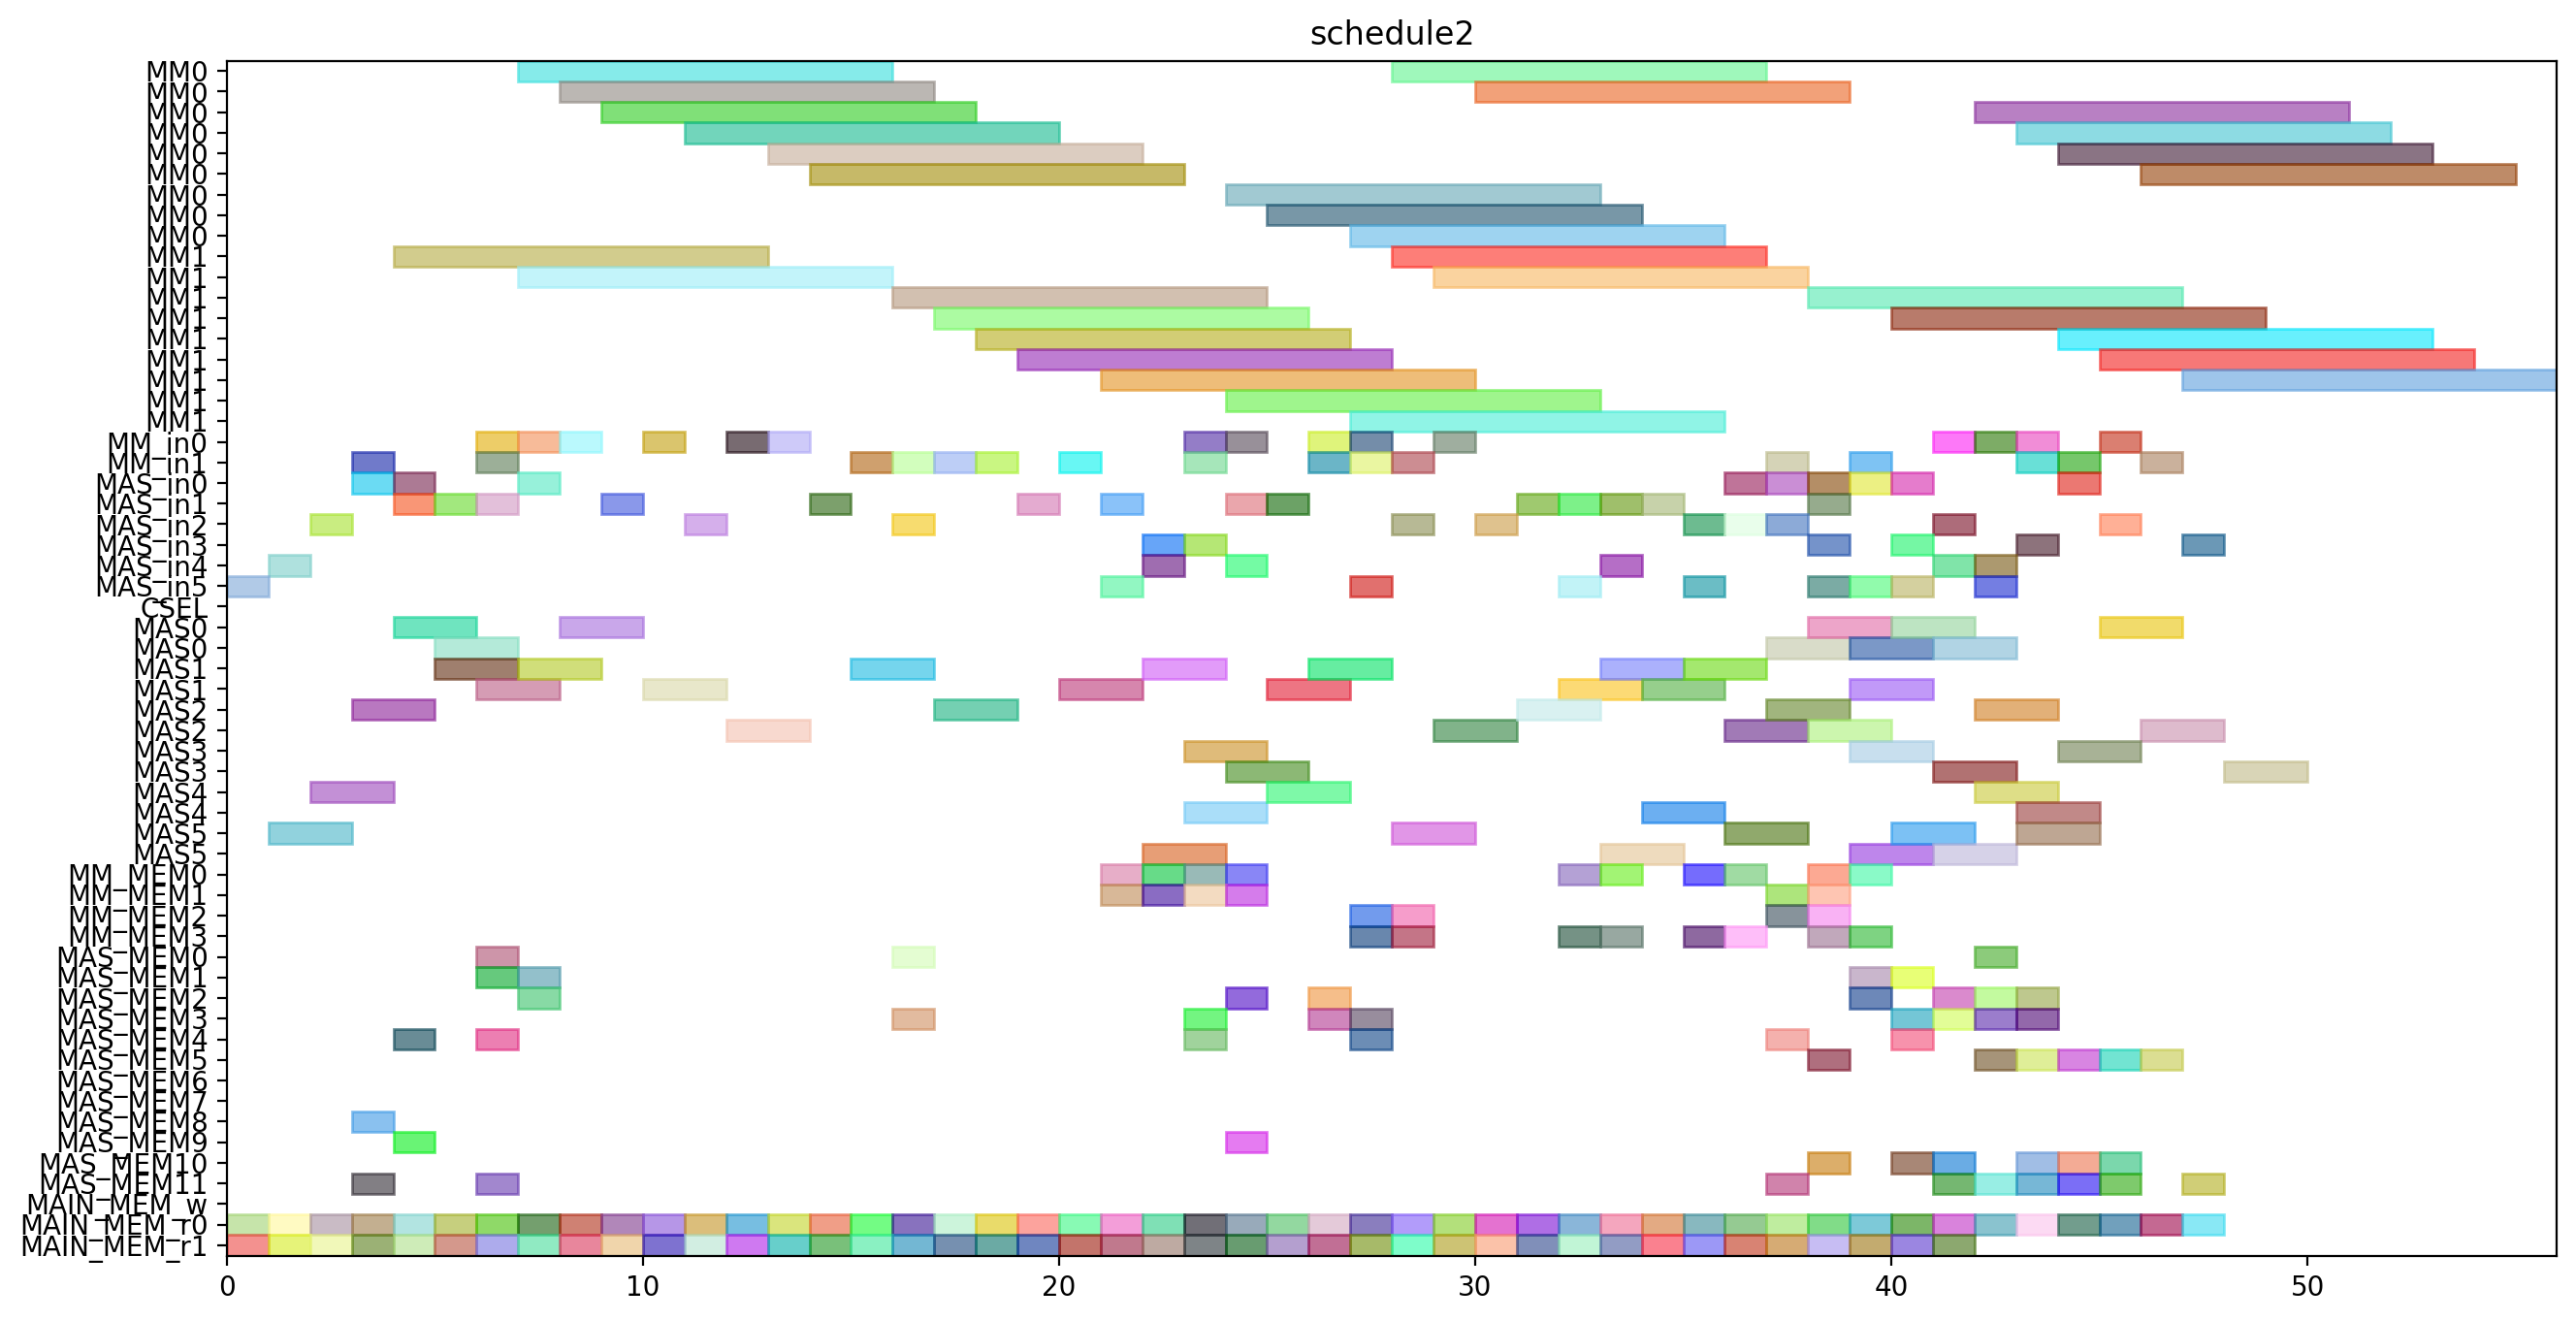 schedule2
MM0
MM0
MM0
MM0
MM0
MM0
MM0
MM0
MM0
MM1
MM1
MM1
MM1
MM1
MM1
MM1
MM1
MM1
MM_in0
MM_in1
MAS_in0
MAS_in1
MAS_in2
MAS_in3
MAS_in4
MAS_in5
CSEL
MAS0
MAS0
MAS1
MAS1
MAS2
MAS2
MAS3
MAS3
MAS4
MAS4
MAS5
MAS5
MM_MEM0
MM_MEM1
MM_MEM2
MM_MEM3
MAS_MEM0
MAS_MEM1
MAS_MEM2
MAS_MEM3
MAS_MEM4
MAS_MEM5
MAS_MEM6
MAS_MEM7
MAS_MEM8
MAS_MEM9
MAS_MEM10
MAS_MEM11
MAIN_MEM_w
MAIN_MEM_r0
MAIN_MEM_r1
0 10 20 30 40 50